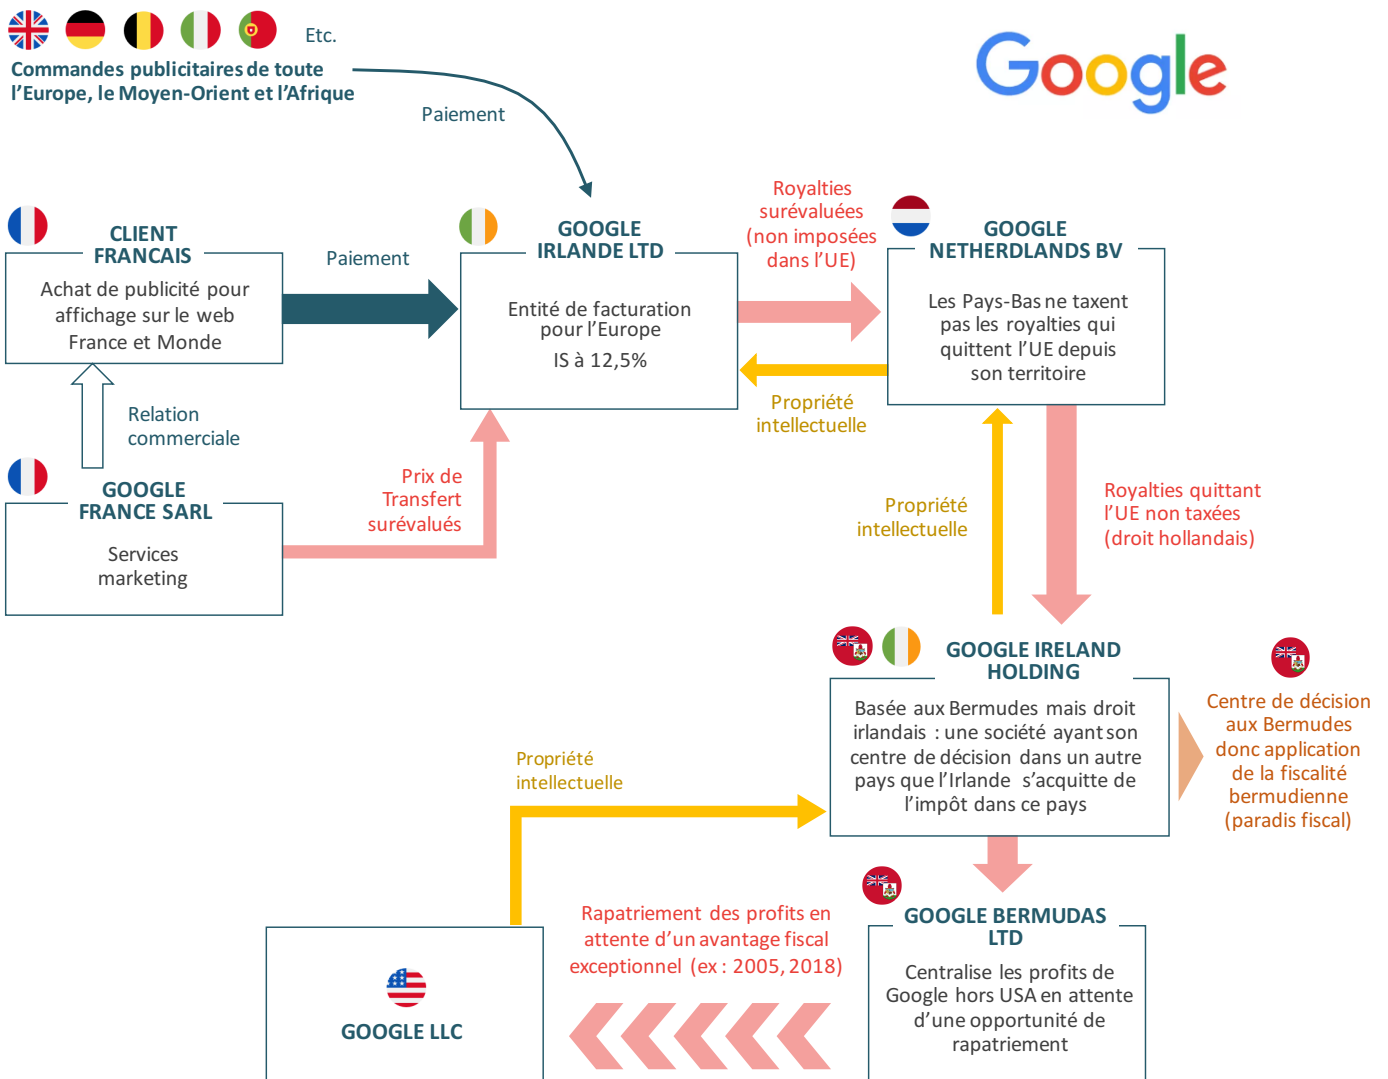 Etc.
Commandes publicitaires de toute
l'Europe, le Moyen-Orient et l'Afrique
Google
Paiement
CLIENT
FRANCAIS
Achat de publicité pour
affichage sur le web
France et Monde
Paiement
GOOGLE
IRLANDE LTD
Entité de facturation
pour l'Europe
IS à 12,5%
Royalties
surévaluées
(non imposées
dans l'UE)
GOOGLE
NETHERDLANDS BV
Les Pays-Bas ne taxent
pas les royalties qui
quittent l'UE depuis
son territoire
Propriété
intellectuelle
Relation
commerciale
GOOGLE
FRANCE SARL
Services
marketing
Prix de
Transfert
surévalués
Propriété
intellectuelle
Royalties quittant
l'UE non taxées
(droit hollandais)
GOOGLE IRELAND
HOLDING
Basée aux Bermudes mais droit
irlandais : une société ayant son
centre de décision dans un autre
pays que l'Irlande s'acquitte de
l'impôt dans ce pays
Centre de décision
aux Bermudes
donc application
de la fiscalité
bermudienne
(paradis fiscal)
Propriété
intellectuelle
GOOGLE LLC
Rapatriement des profits en
attente d'un avantage fiscal
exceptionnel (ex : 2005, 2018)
GOOGLE BERMUDAS
LTD
Centralise les profits de
Google hors USA en attente
d'une opportunité de
rapatriement